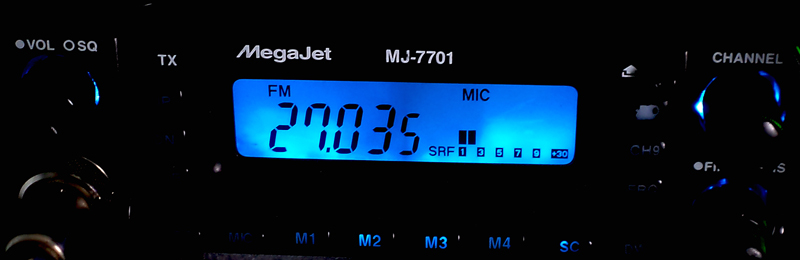 VOL SQ
TX
MegaJet MJ-7701
CHANNEL
FM MIC
27.035
SRF 1 3 5 7 9 +30
M1 M2 M3 M4 SC